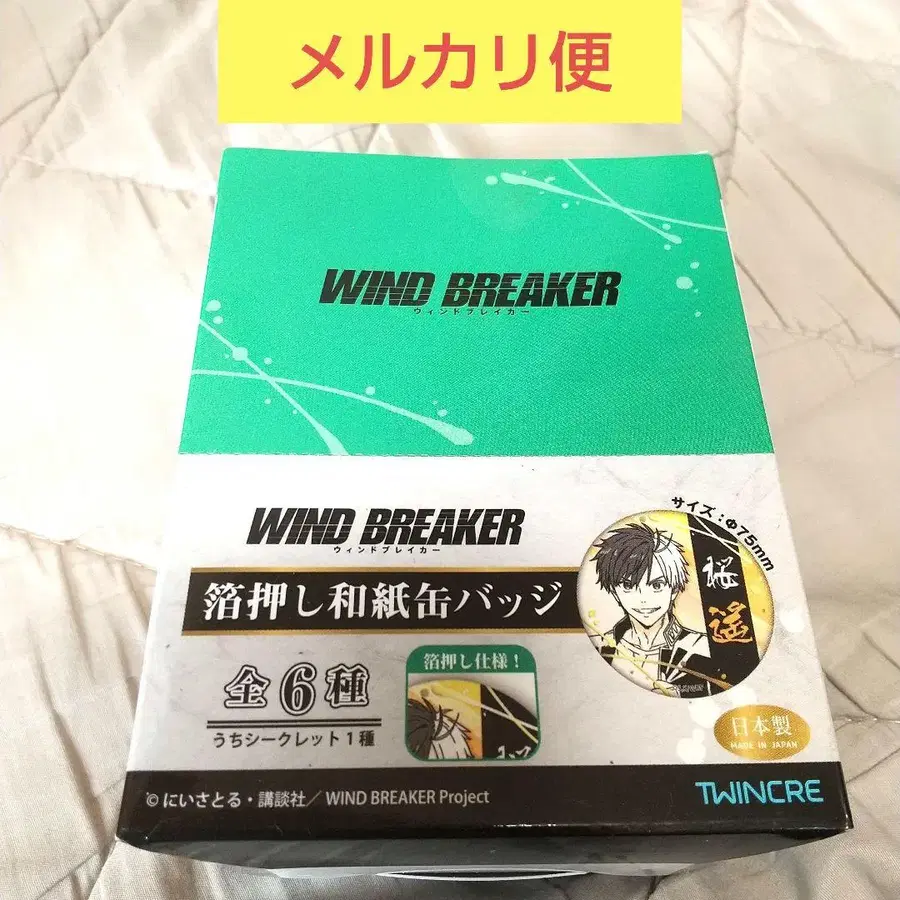 メルカリ便
WIND BREAKER
ウィンドブレイカー
WIND BREAKER
ウィンドブレイカー
サイズ：Φ75mm
箔押し和紙缶バッジ
桜
遥
全6種
うちシークレット1種
箔押し仕様！
日本製
MADE IN JAPAN
© にいさとる・講談社／WIND BREAKER Project
TWINCRE